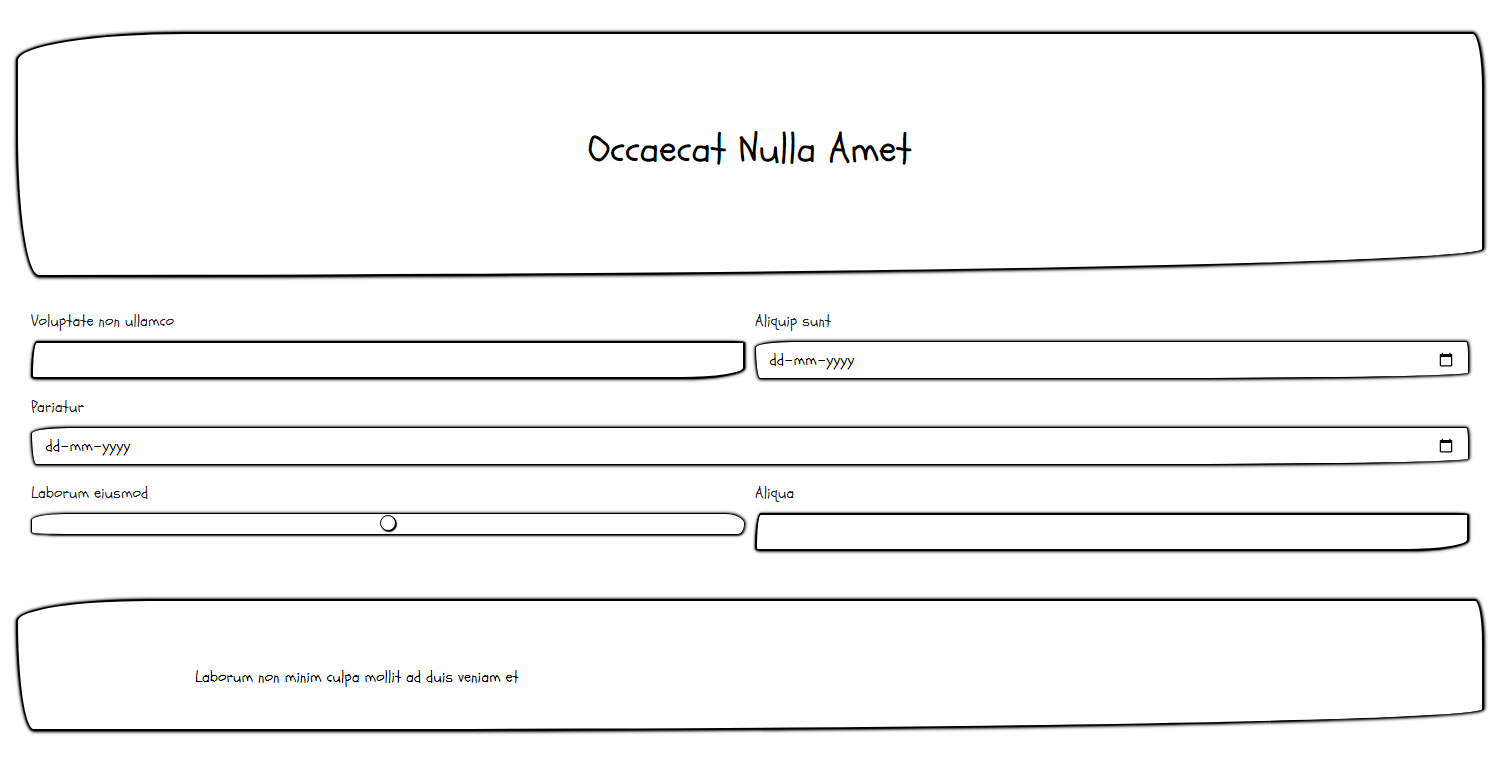 Occaecat Nulla Amet
Voluptate non ullamco
Aliquip sunt
dd-mm-yyyy
Pariatur
dd-mm-yyyy
Laborum eiusmod
Aliqua
Laborum non minim culpa mollit ad duis veniam et